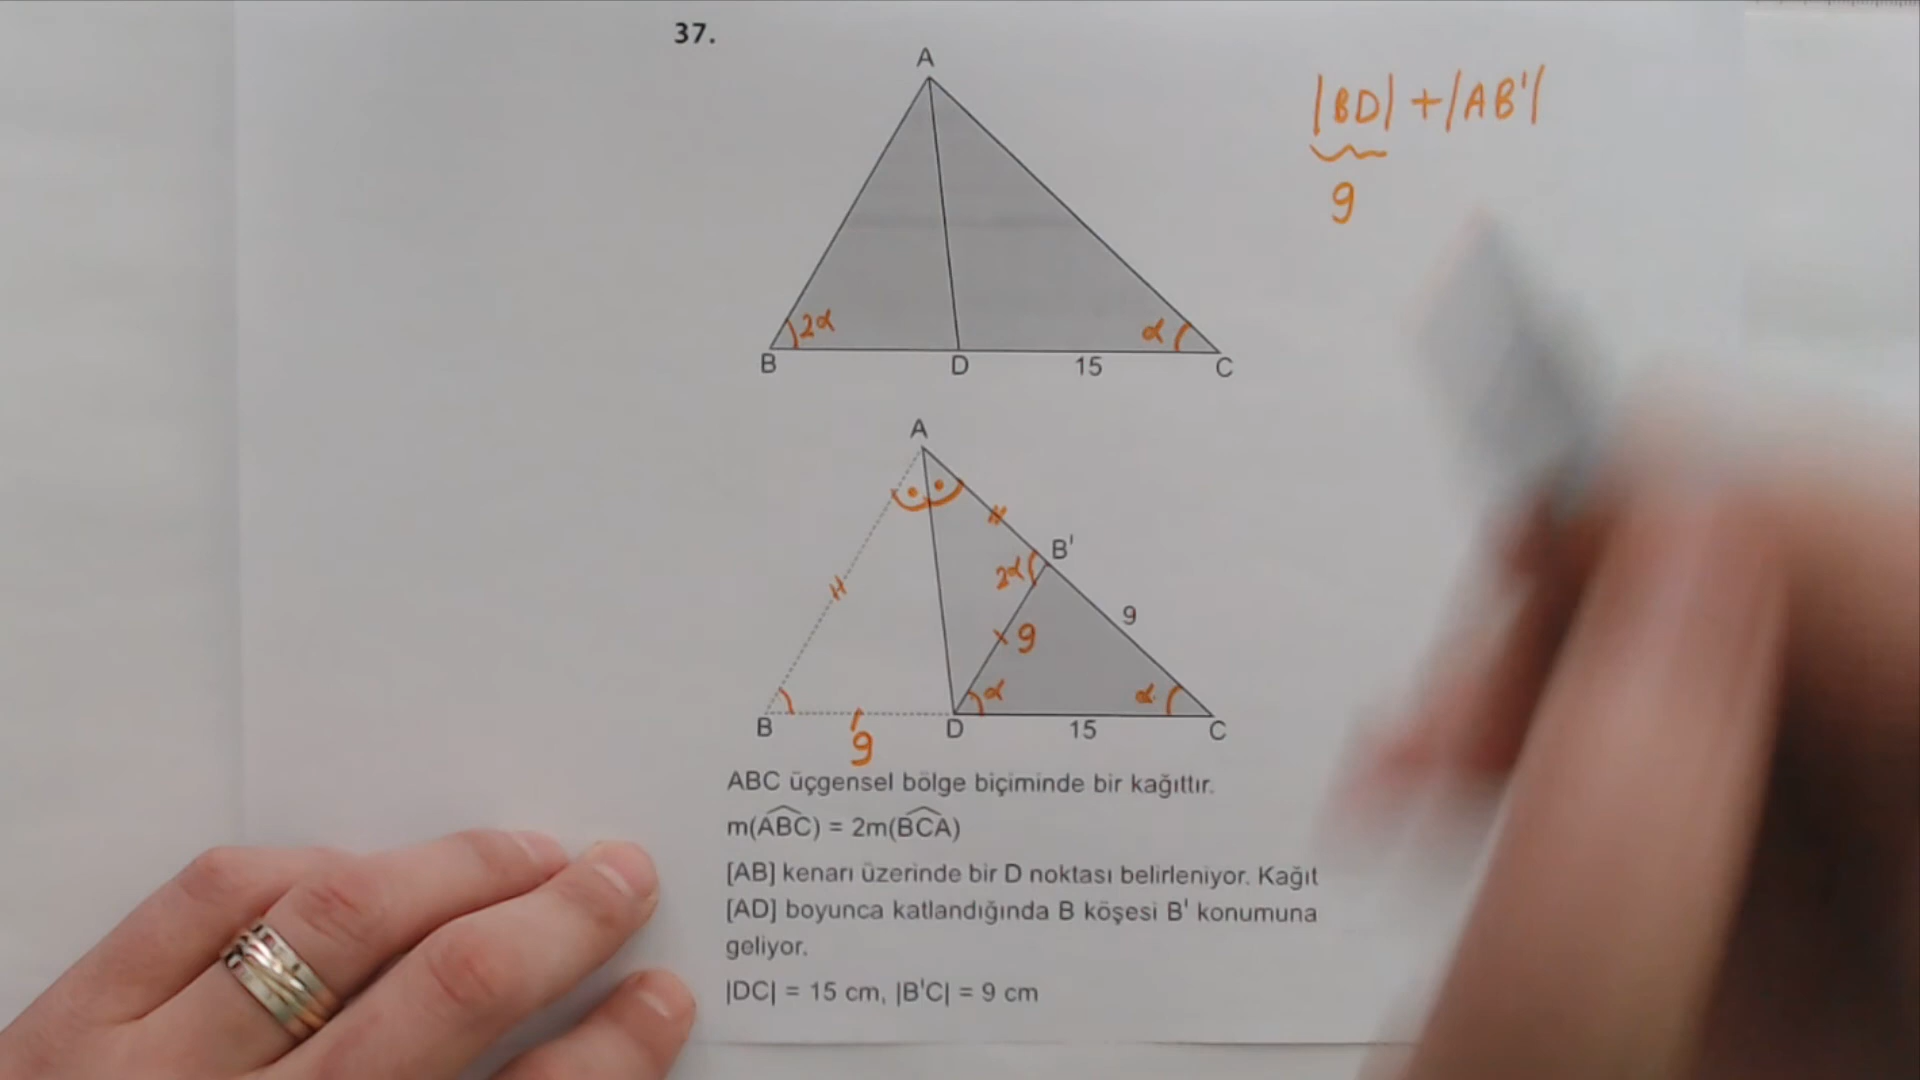 37.
|BD| + |AB'|
9
A
2α
α
B
D
15
C
A
B'
2α
9
9
α
α
B
9
D
15
C
ABC üçgensel bölge biçiminde bir kağıttır.
m(ABC) = 2m(BCA)
[AB] kenarı üzerinde bir D noktası belirleniyor. Kağıt
[AD] boyunca katlandığında B köşesi B' konumuna
geliyor.
|DC| = 15 cm, |B'C| = 9 cm